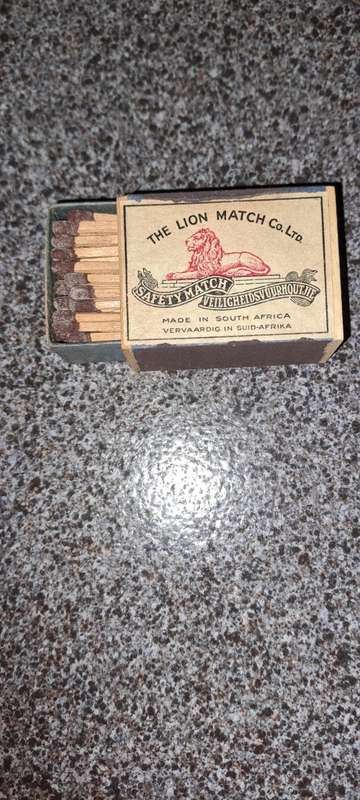 THE LION MATCH Co. LTD.
SAFETY MATCH
VEILIGHEIDSVUURHOUTJIE
MADE IN SOUTH AFRICA
VERVAARDIG IN SUID-AFRIKA